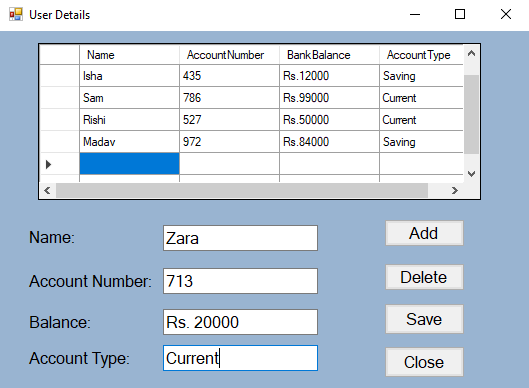 User Details
Name AccountNumber BankBalance AccountType
Isha 435 Rs.12000 Saving
Sam 786 Rs.99000 Current
Rishi 527 Rs.50000 Current
Madav 972 Rs.84000 Saving
Name: Zara Add
Account Number: 713 Delete
Balance: Rs. 20000 Save
Account Type: Current Close